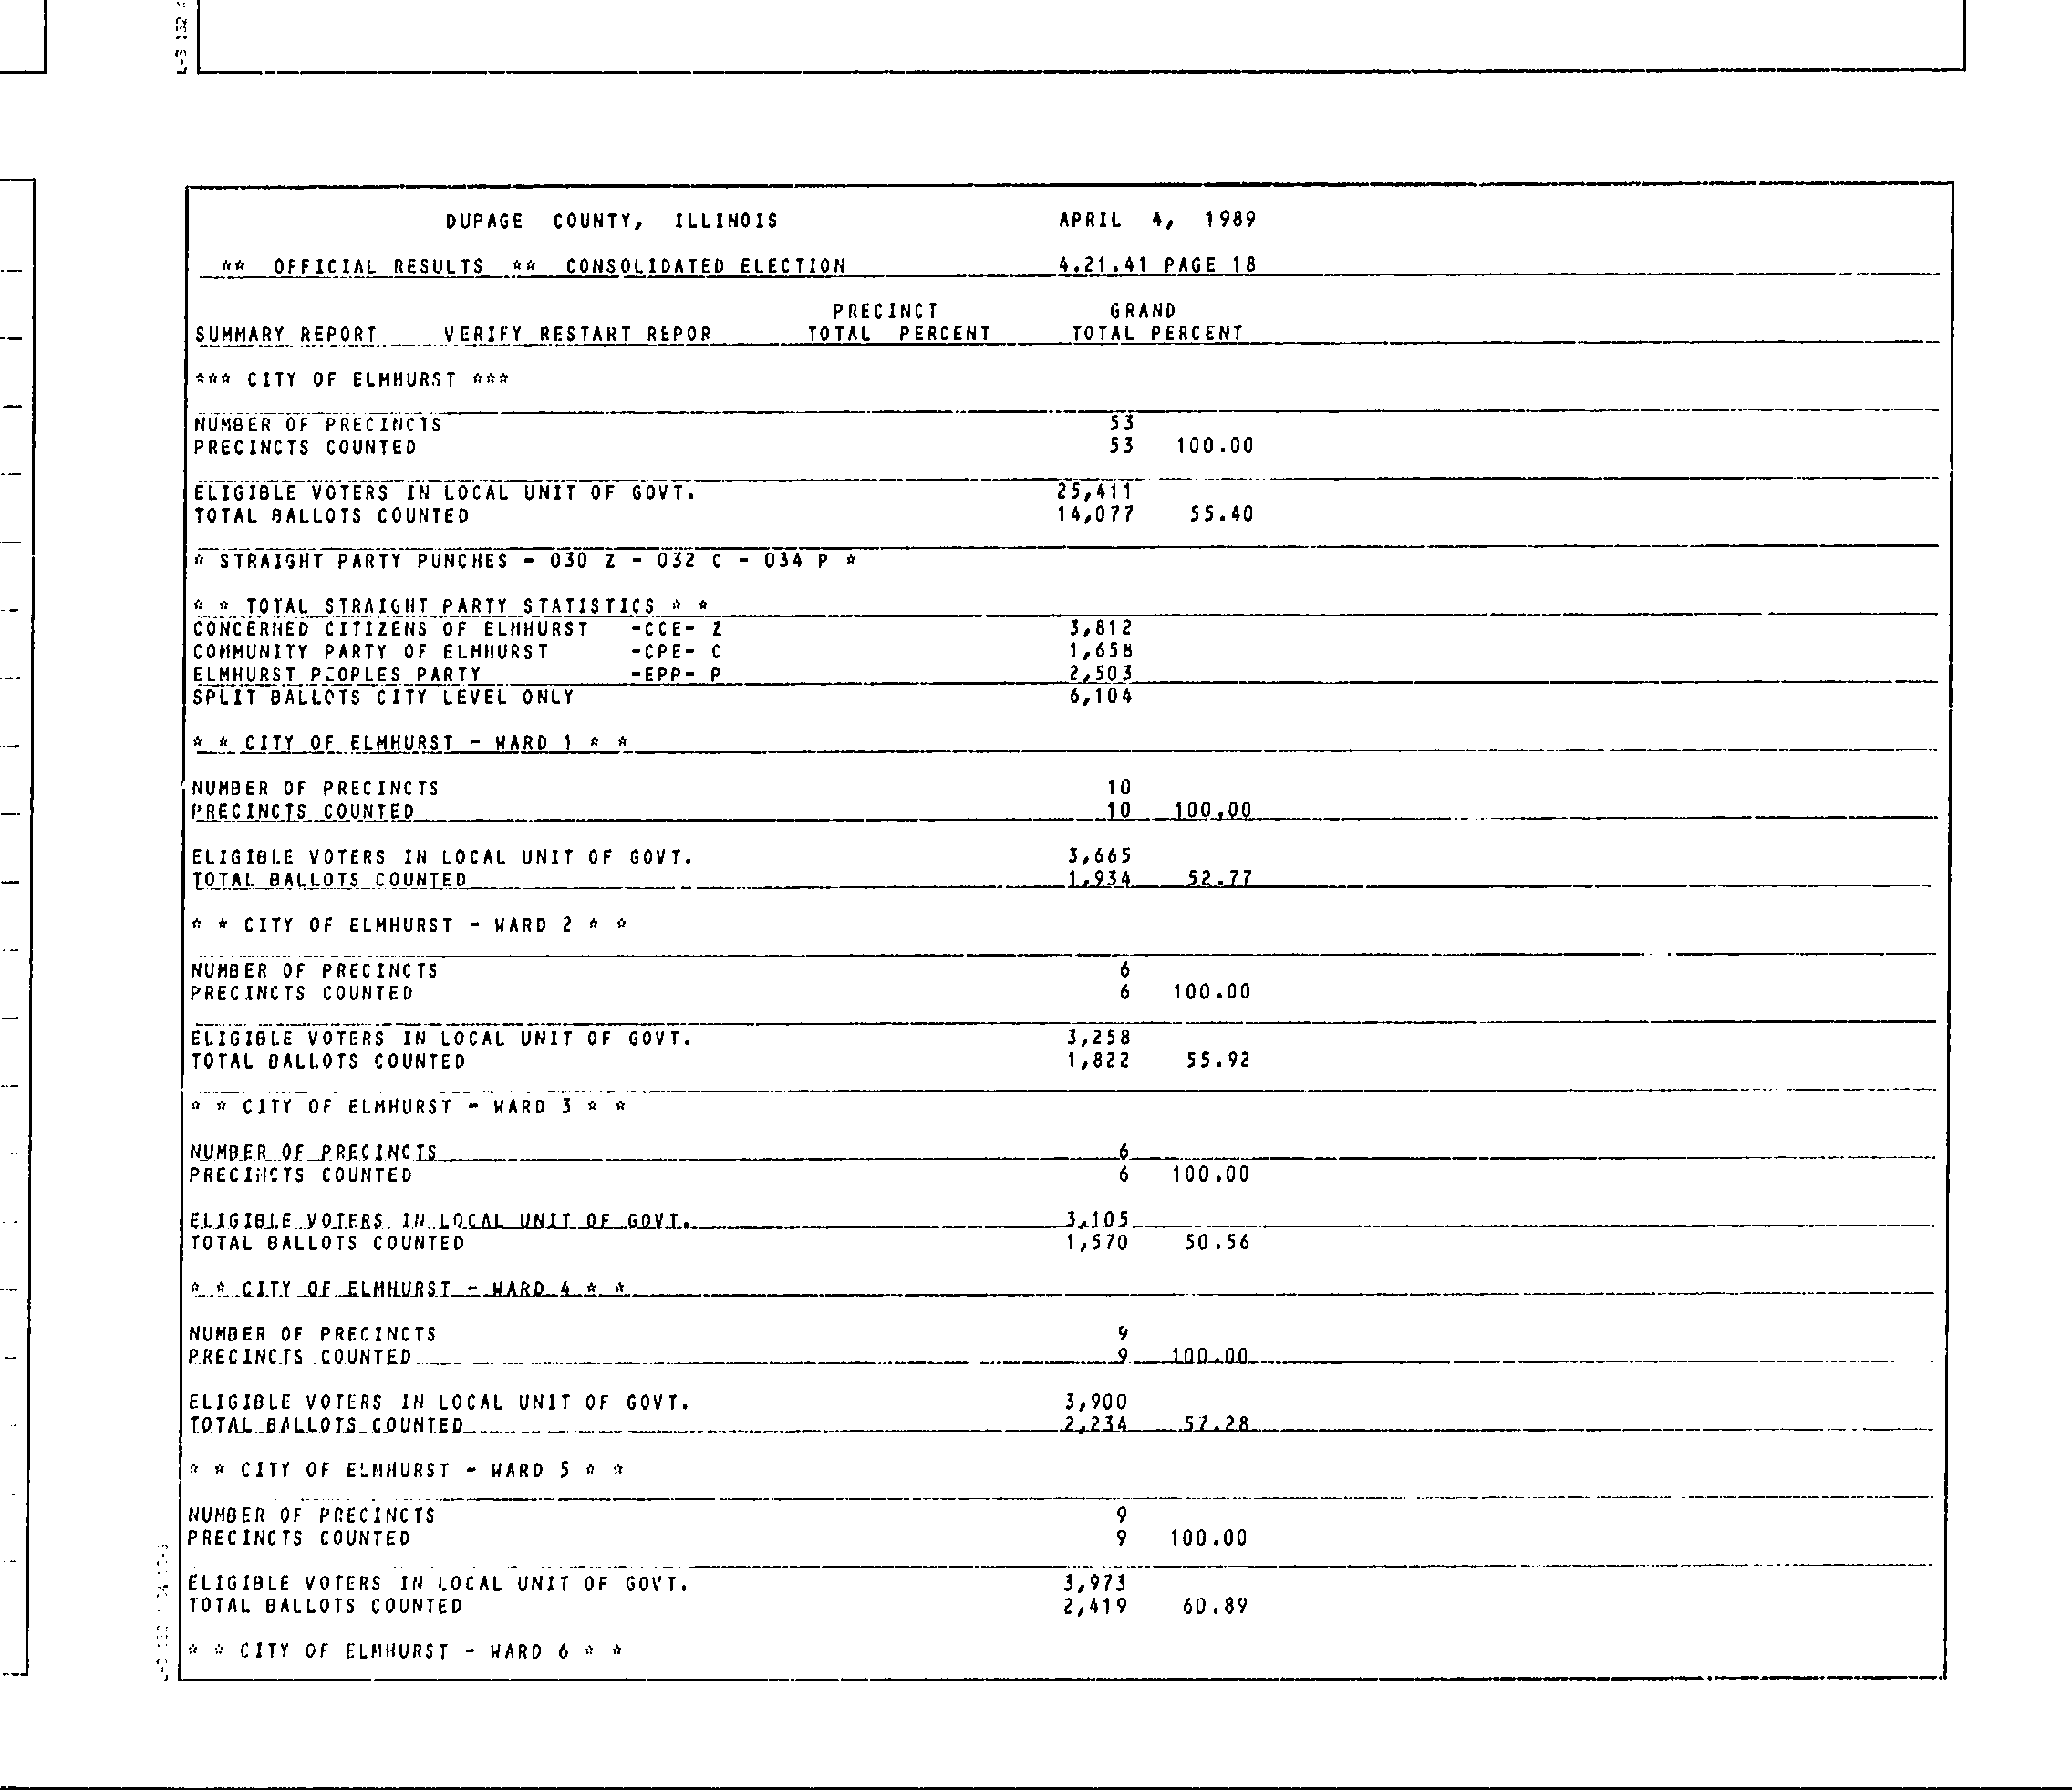 DUPAGE COUNTY, ILLINOIS APRIL 4, 1989
** OFFICIAL RESULTS ** CONSOLIDATED ELECTION 4.21.41 PAGE 18
PRECINCT GRAND
SUMMARY REPORT VERIFY RESTART REPOR TOTAL PERCENT TOTAL PERCENT
*** CITY OF ELMHURST ***
NUMBER OF PRECINCTS 53
PRECINCTS COUNTED 53 100.00
ELIGIBLE VOTERS IN LOCAL UNIT OF GOVT. 25,411
TOTAL BALLOTS COUNTED 14,077 55.40
* STRAIGHT PARTY PUNCHES - 030 Z - 032 C - 034 P *
* * TOTAL STRAIGHT PARTY STATISTICS * *
CONCERNED CITIZENS OF ELMHURST -CCE- Z 3,812
COMMUNITY PARTY OF ELMHURST -CPE- C 1,658
ELMHURST PEOPLES PARTY -EPP- P 2,503
SPLIT BALLOTS CITY LEVEL ONLY 6,104
* * CITY OF ELMHURST - WARD 1 * *
NUMBER OF PRECINCTS 10
PRECINCTS COUNTED 10 100.00
ELIGIBLE VOTERS IN LOCAL UNIT OF GOVT. 3,665
TOTAL BALLOTS COUNTED 1,934 52.77
* * CITY OF ELMHURST - WARD 2 * *
NUMBER OF PRECINCTS 6
PRECINCTS COUNTED 6 100.00
ELIGIBLE VOTERS IN LOCAL UNIT OF GOVT. 3,258
TOTAL BALLOTS COUNTED 1,822 55.92
* * CITY OF ELMHURST - WARD 3 * *
NUMBER OF PRECINCTS 6
PRECINCTS COUNTED 6 100.00
ELIGIBLE VOTERS IN LOCAL UNIT OF GOVT. 3,105
TOTAL BALLOTS COUNTED 1,570 50.56
* * CITY OF ELMHURST - WARD 4 * *
NUMBER OF PRECINCTS 9
PRECINCTS COUNTED 9 100.00
ELIGIBLE VOTERS IN LOCAL UNIT OF GOVT. 3,900
TOTAL BALLOTS COUNTED 2,234 57.28
* * CITY OF ELMHURST - WARD 5 * *
NUMBER OF PRECINCTS 9
PRECINCTS COUNTED 9 100.00
ELIGIBLE VOTERS IN LOCAL UNIT OF GOVT. 3,973
TOTAL BALLOTS COUNTED 2,419 60.89
* * CITY OF ELMHURST - WARD 6 * *